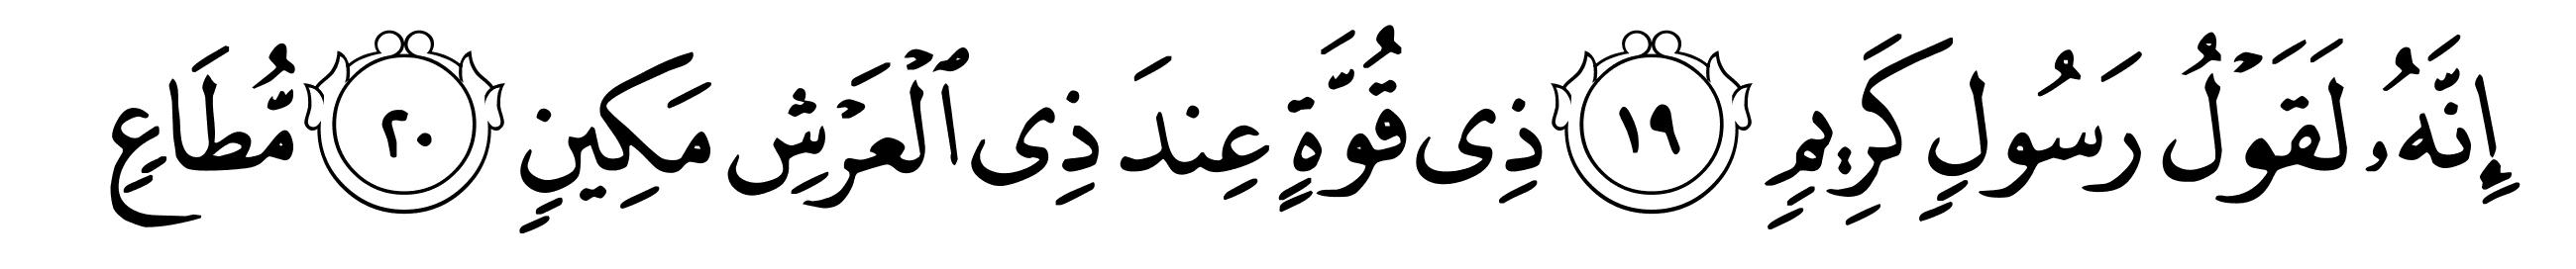 إِنَّهُۥ لَقَوۡلُ رَسُولٖ كَرِيمٖ ١٩ ذِي قُوَّةٍ عِندَ ذِي ٱلۡعَرۡشِ مَكِينٖ ٢٠ مُّطَاعٖ